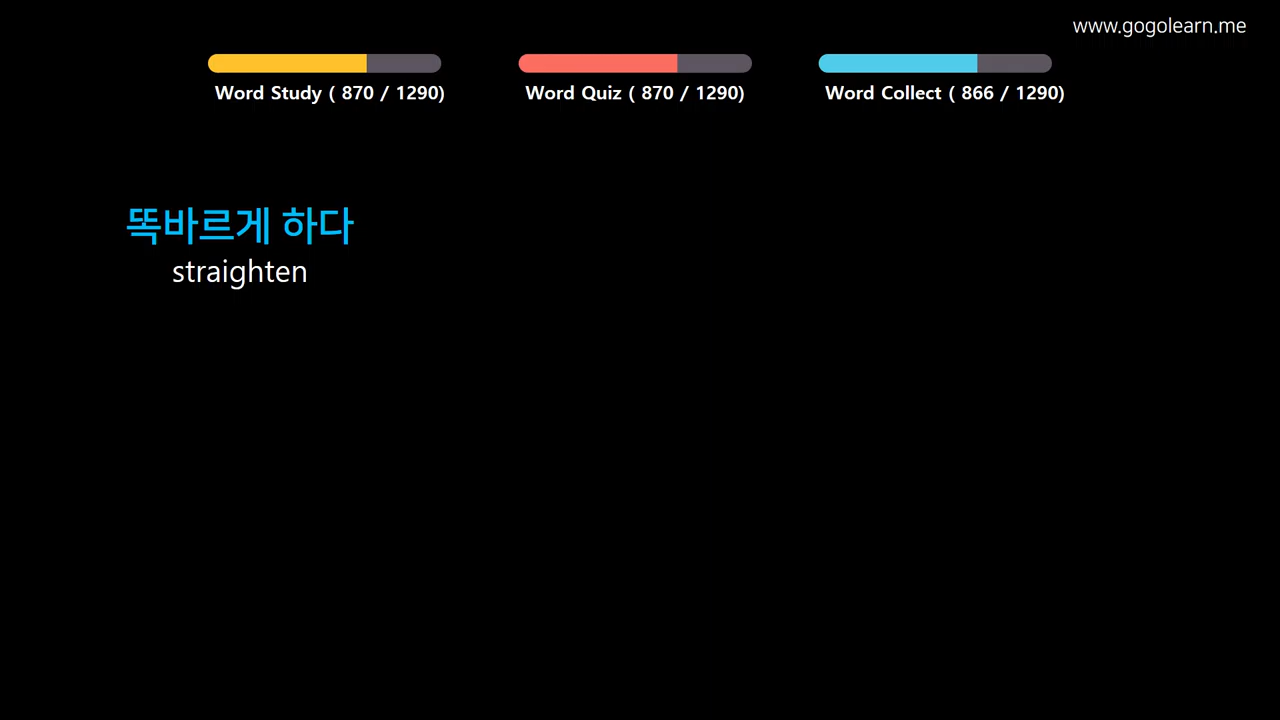 www.gogolearn.me
Word Study ( 870 / 1290)
Word Quiz ( 870 / 1290)
Word Collect ( 866 / 1290)
똑바르게 하다
straighten